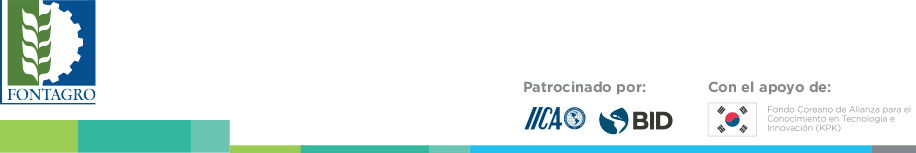 FONTAGRO
Patrocinado por:
Con el apoyo de:
IICA
BID
Fondo Coreano de Alianza para el
Conocimiento en Tecnología e
Innovación (KPK)